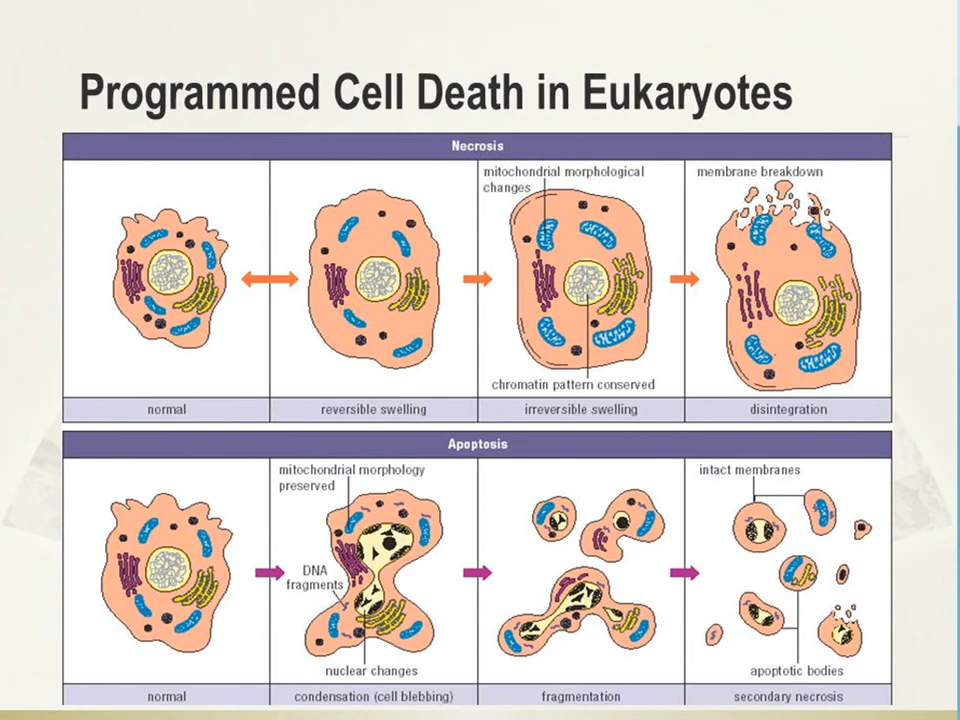 Programmed Cell Death in Eukaryotes
Necrosis
mitochondrial morphological
changes
membrane breakdown
chromatin pattern conserved
normal
reversible swelling
irreversible swelling
disintegration
Apoptosis
mitochondrial morphology
preserved
intact membranes
DNA
fragments
nuclear changes
apoptotic bodies
normal
condensation (cell blebbing)
fragmentation
secondary necrosis